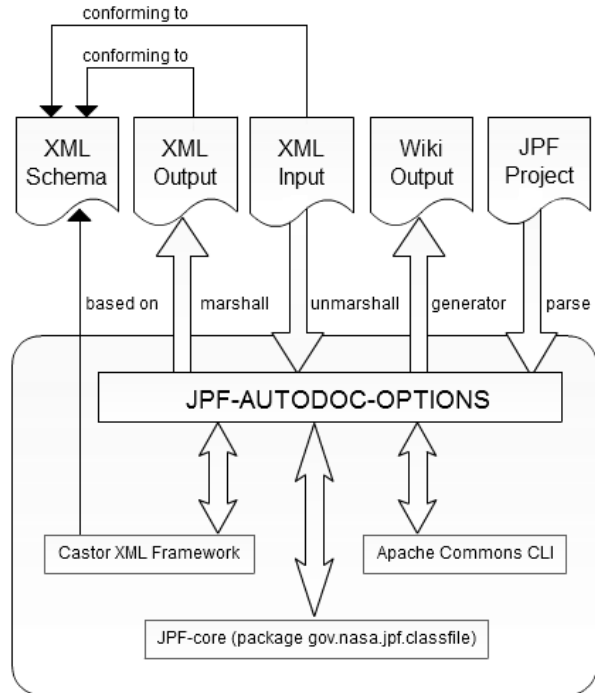 conforming to
conforming to
XML
Schema
XML
Output
XML
Input
Wiki
Output
JPF
Project
based on
marshall
unmarshall
generator
parse
JPF-AUTODOC-OPTIONS
Castor XML Framework
Apache Commons CLI
JPF-core (package gov.nasa.jpf.classfile)